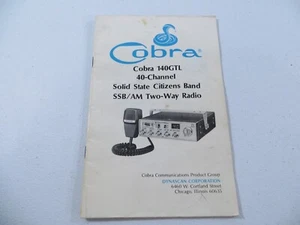 Cobra
Cobra 140GTL
40-Channel
Solid State Citizens Band
SSB/AM Two-Way Radio
Cobra Communications Product Group
DYNASCAN CORPORATION
6460 W. Cortland Street
Chicago, Illinois 60635